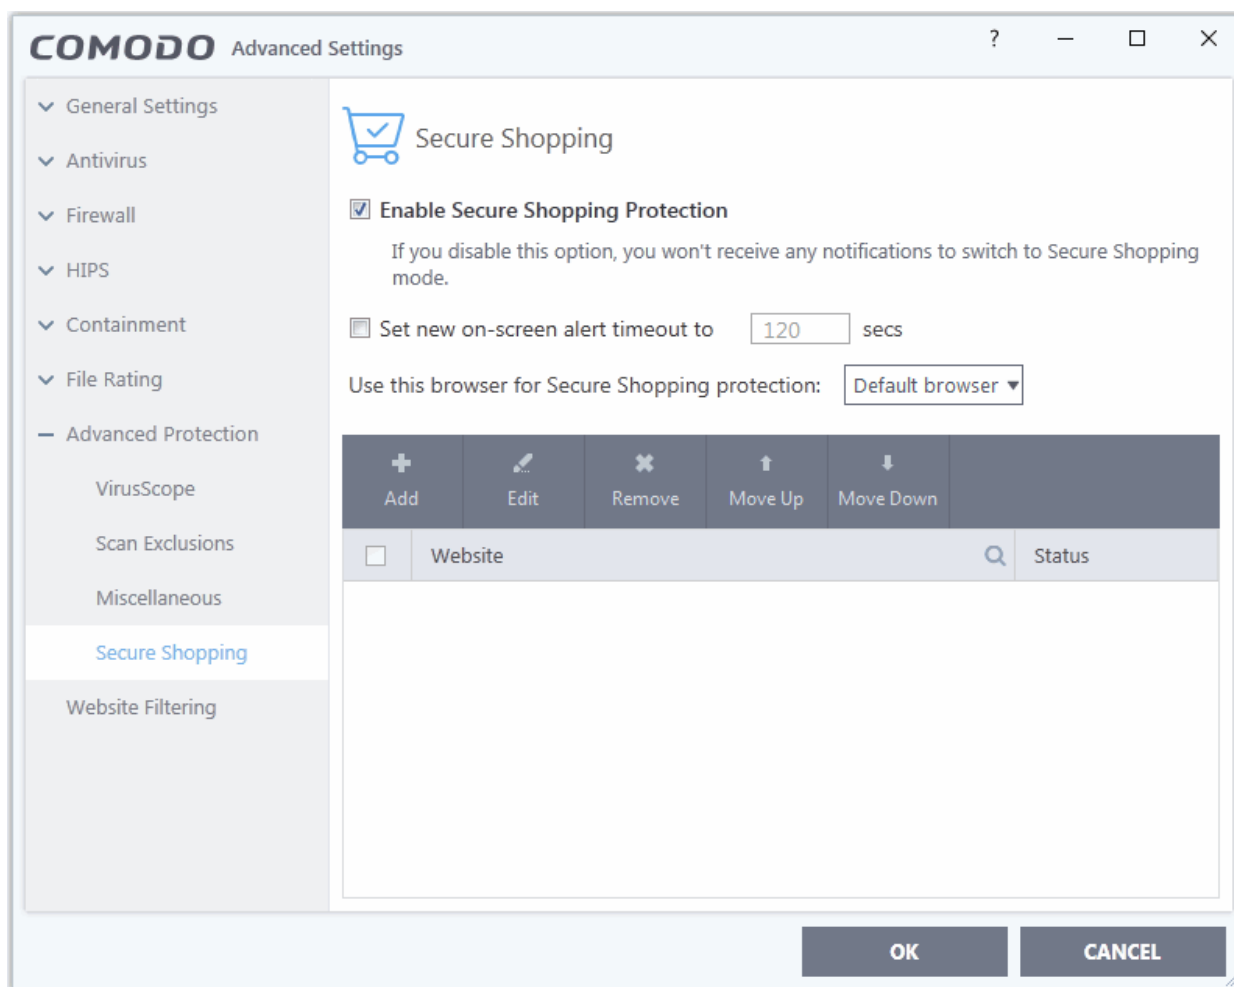 COMODO Advanced Settings ?
General Settings
Antivirus
Firewall
HIPS
Containment
File Rating
Advanced Protection
VirusScope
Scan Exclusions
Miscellaneous
Secure Shopping
Website Filtering
Secure Shopping
Enable Secure Shopping Protection
If you disable this option, you won't receive any notifications to switch to Secure Shopping
mode.
Set new on-screen alert timeout to 120 secs
Use this browser for Secure Shopping protection: Default browser
Add Edit Remove Move Up Move Down
Website Status
OK CANCEL